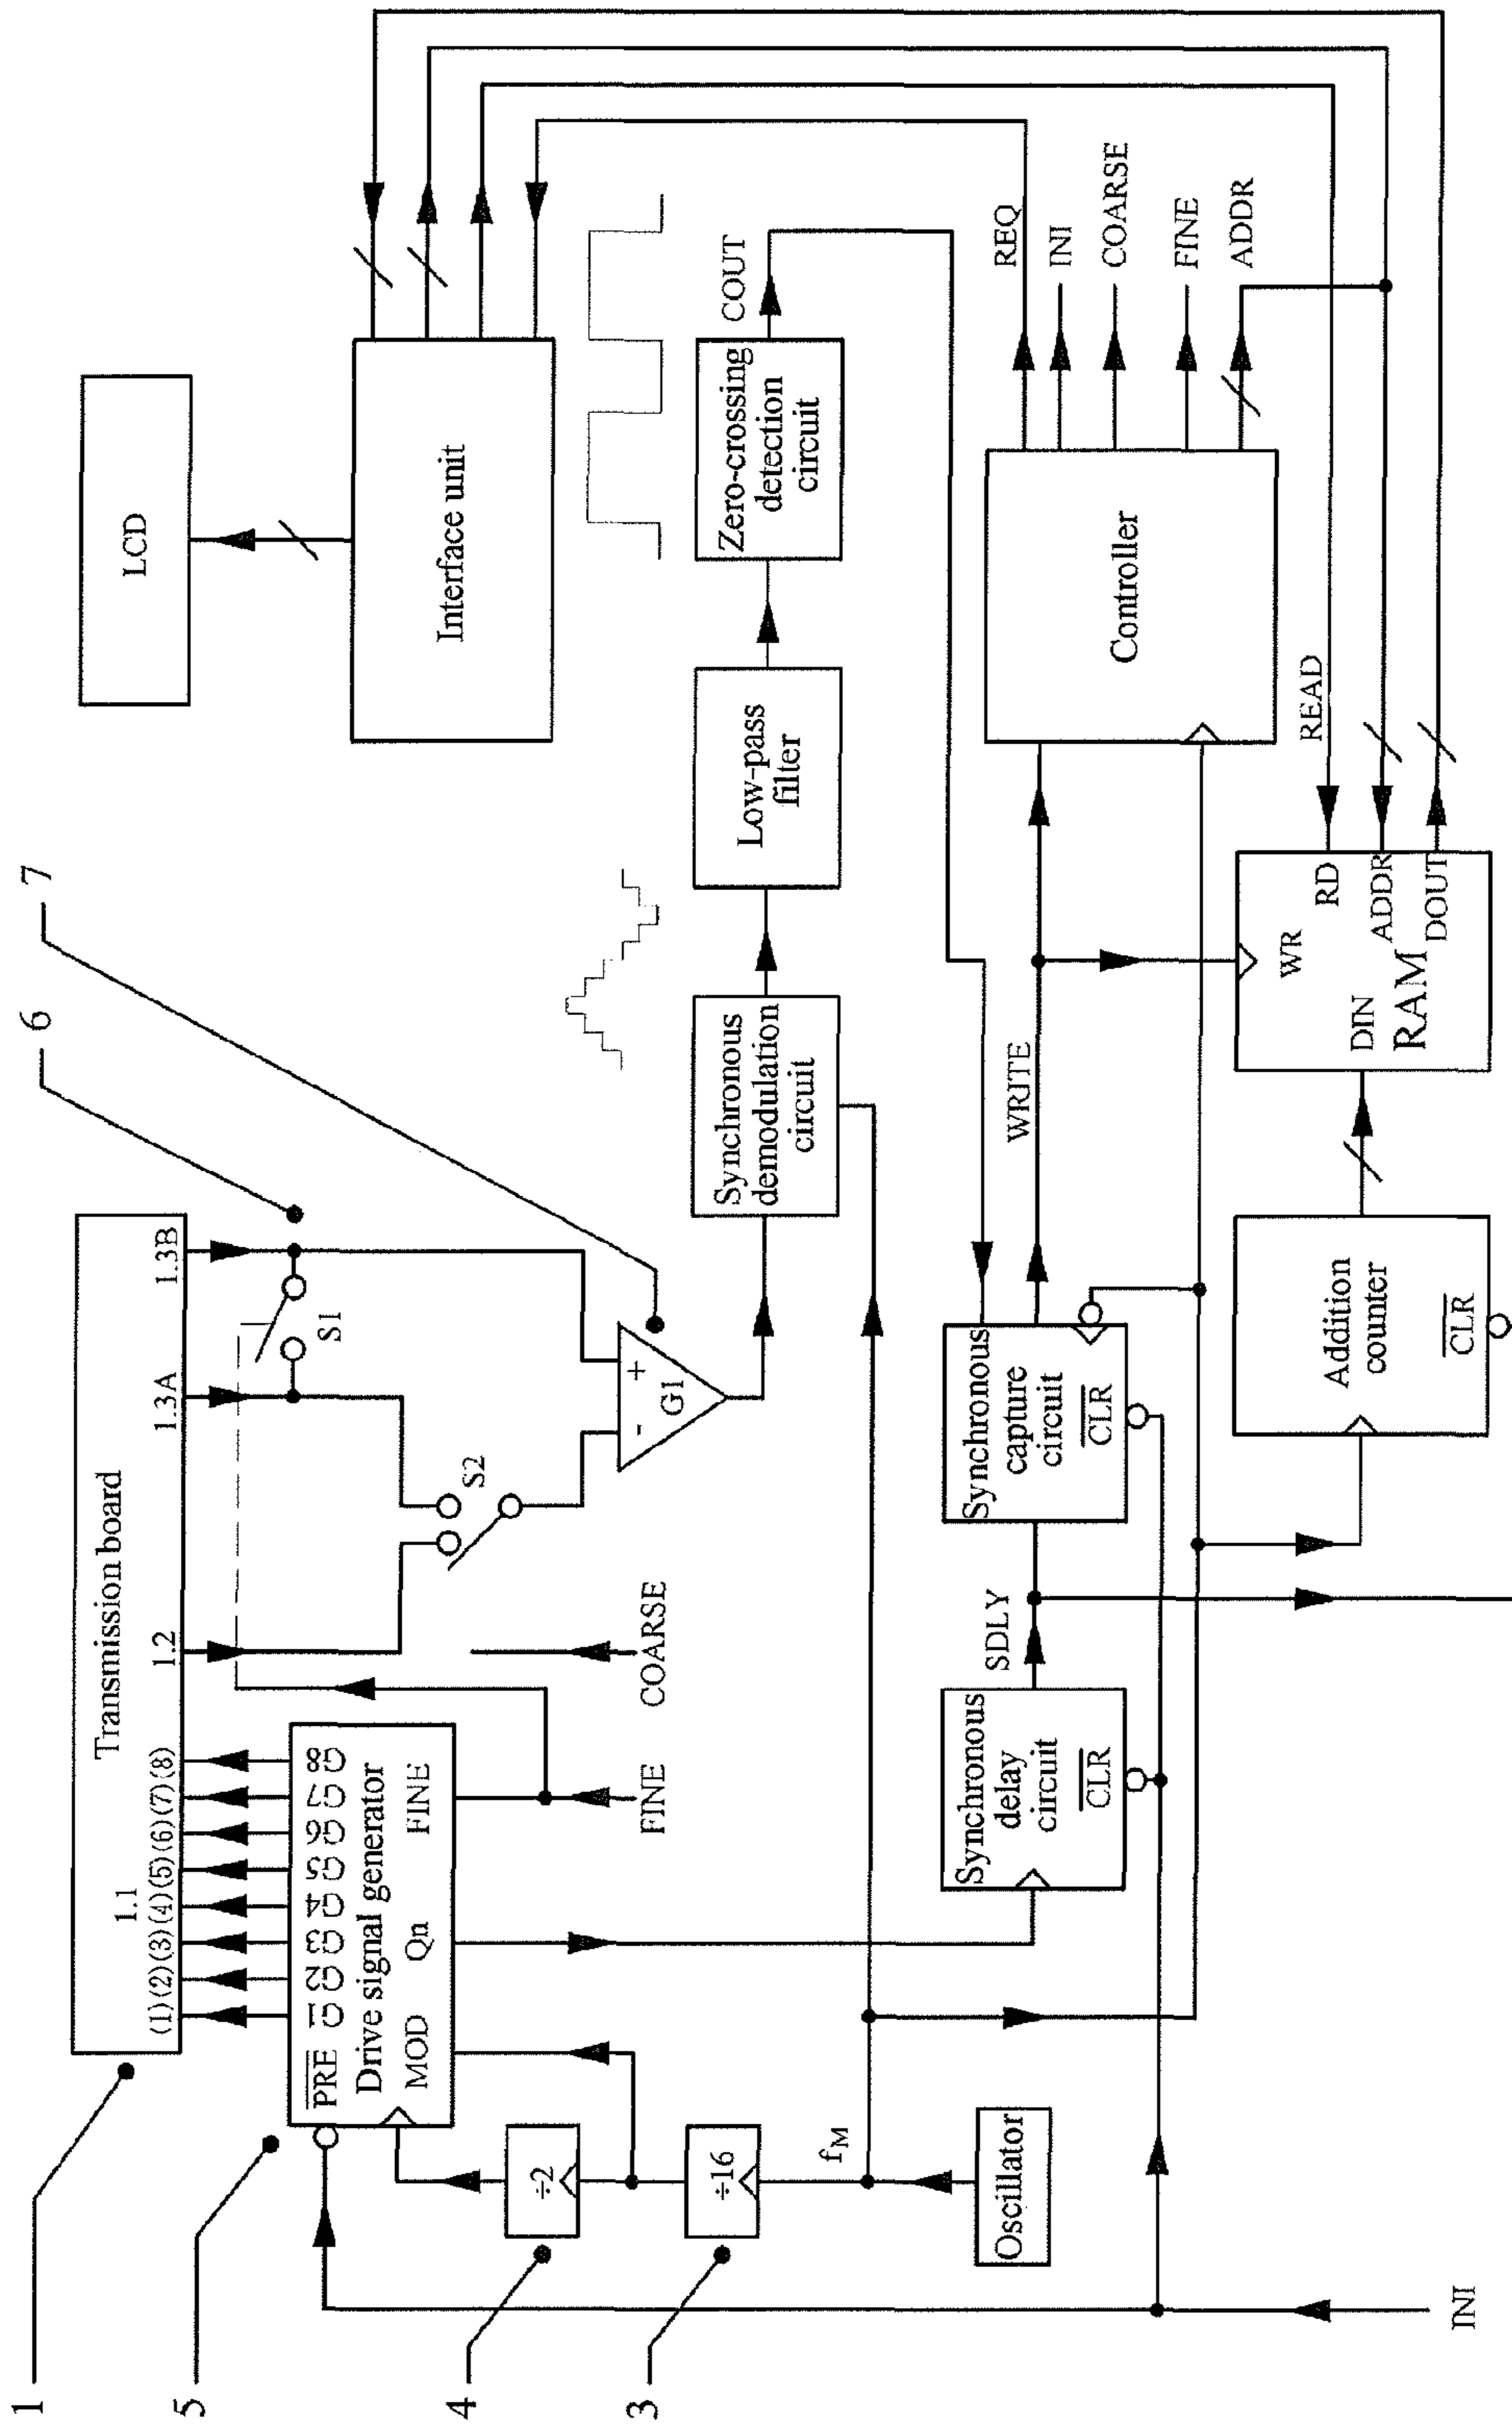 1
5
4
3
6
7
Transmission board
1.1
(1)(2)(3)(4)(5)(6)(7)(8)
1.2
1.3A
1.3B
LCD
PRE
G1 G2 G3 G4 G5 G6 G7 G8
Drive signal generator
MOD
Qn
FINE
S1
S2
-
+
G1
Interface unit
÷2
÷16
fM
Oscillator
INI
FINE
COARSE
Synchronous
demodulation
circuit
Low-pass
filter
Zero-crossing
detection
circuit
COUT
Synchronous
delay
circuit
CLR
SDLY
Synchronous
capture
circuit
CLR
WRITE
Controller
REQ
INI
COARSE
FINE
ADDR
READ
Addition
counter
CLR
WR
DIN
RAM
RD
ADDR
DOUT